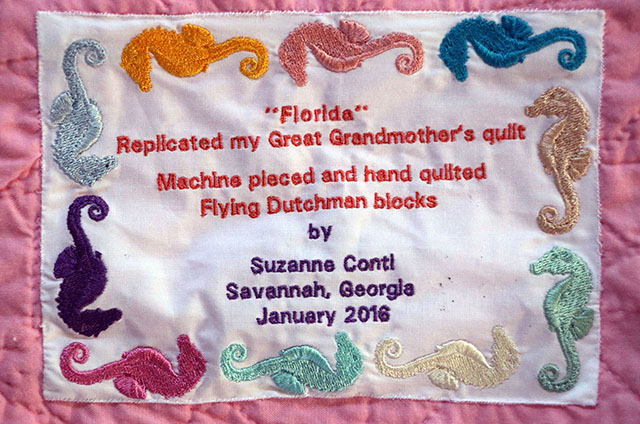 "Florida"
Replicated my Great Grandmother's quilt
Machine pieced and hand quilted
Flying Dutchman blocks
by
Suzanne Conti
Savannah, Georgia
January 2016